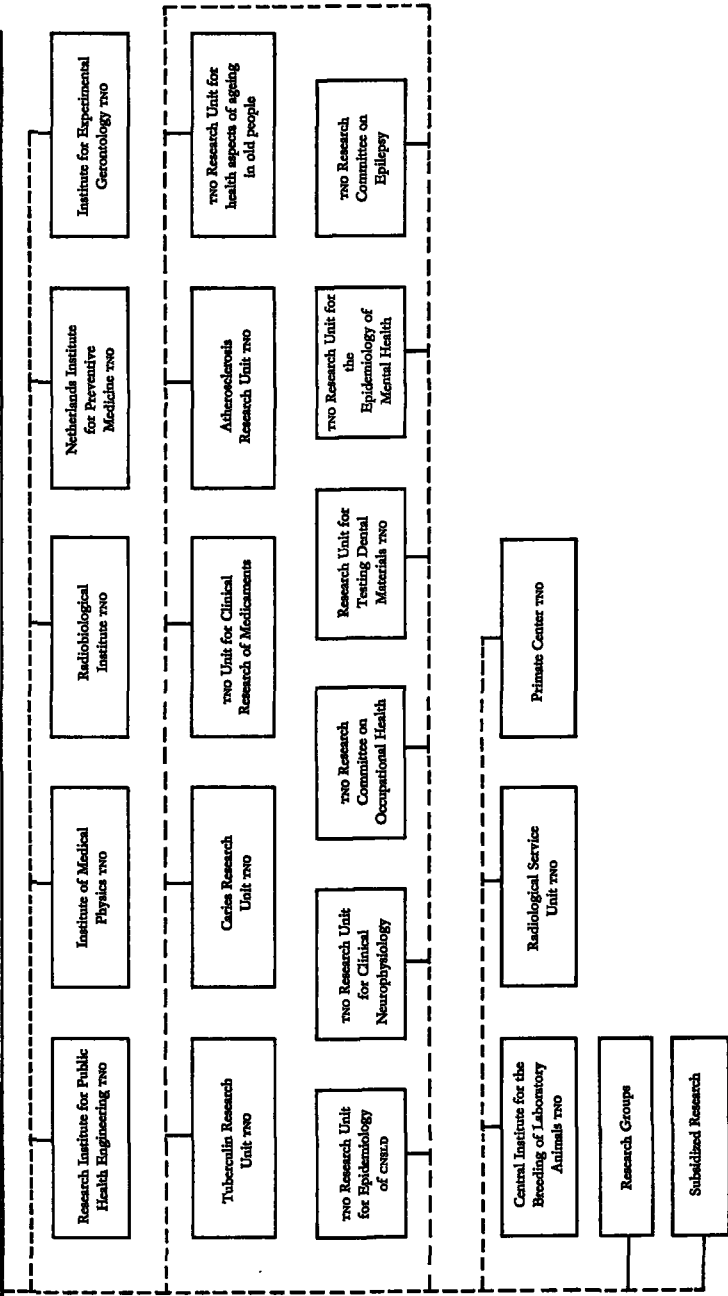 Research Institute for Public
Health Engineering TNO
Institute of Medical
Physics TNO
Radiobiological
Institute TNO
Netherlands Institute
for Preventive
Medicine TNO
Institute for Experimental
Gerontology TNO
Tuberculin Research
Unit TNO
Caries Research
Unit TNO
TNO Unit for Clinical
Research of Medicaments
Atherosclerosis
Research Unit TNO
TNO Research Unit for
health aspects of ageing
in old people
TNO Research Unit
for Epidemiology
of CNSLD
TNO Research Unit
for Clinical
Neurophysiology
TNO Research
Committee on
Occupational Health
Research Unit for
Testing Dental
Materials TNO
TNO Research Unit for
the
Epidemiology of
Mental Health
TNO Research
Committee on
Epilepsy
Central Institute for the
Breeding of Laboratory
Animals TNO
Radiological Service
Unit TNO
Primate Center TNO
Research Groups
Subsidized Research